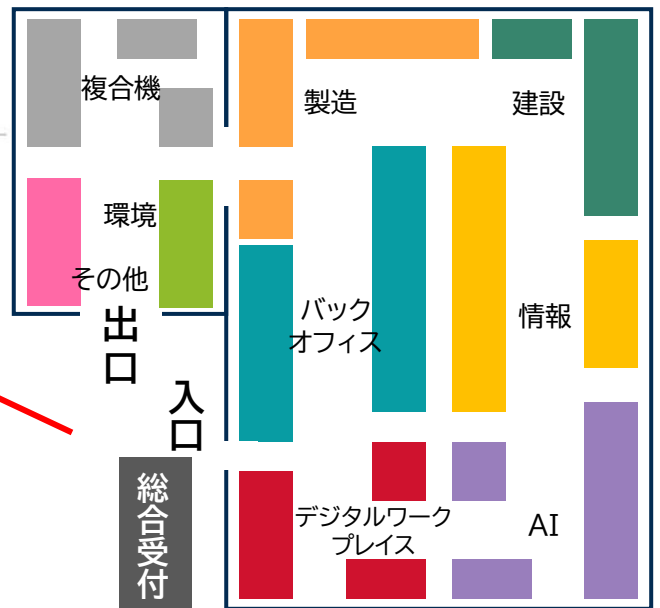 複合機
製造
建設
環境
その他
出口
バック
オフィス
情報
入口
総合受付
デジタルワーク
プレイス
AI